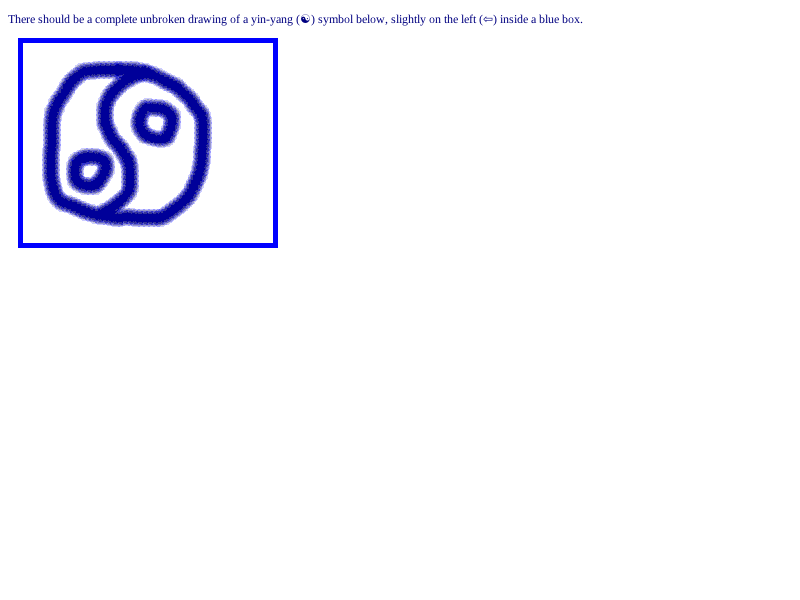 There should be a complete unbroken drawing of a yin-yang (☯) symbol below, slightly on the left (⇦) inside a blue box.